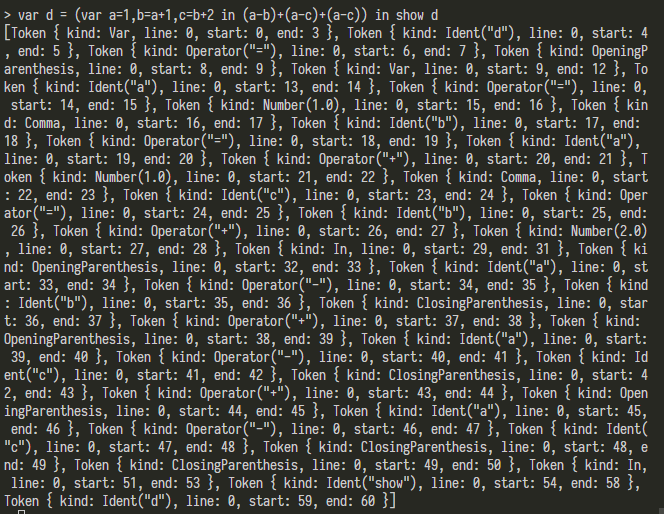 > var d = (var a=1,b=a+1,c=b+2 in (a-b)+(a-c)+(a-c)) in show d
[Token { kind: Var, line: 0, start: 0, end: 3 }, Token { kind: Ident("d"), line: 0, start: 4
, end: 5 }, Token { kind: Operator("="), line: 0, start: 6, end: 7 }, Token { kind: OpeningP
arenthesis, line: 0, start: 8, end: 9 }, Token { kind: Var, line: 0, start: 9, end: 12 }, To
ken { kind: Ident("a"), line: 0, start: 13, end: 14 }, Token { kind: Operator("="), line: 0,
 start: 14, end: 15 }, Token { kind: Number(1.0), line: 0, start: 15, end: 16 }, Token { kin
d: Comma, line: 0, start: 16, end: 17 }, Token { kind: Ident("b"), line: 0, start: 17, end:
18 }, Token { kind: Operator("="), line: 0, start: 18, end: 19 }, Token { kind: Ident("a"),
line: 0, start: 19, end: 20 }, Token { kind: Operator("+"), line: 0, start: 20, end: 21 }, T
oken { kind: Number(1.0), line: 0, start: 21, end: 22 }, Token { kind: Comma, line: 0, start
: 22, end: 23 }, Token { kind: Ident("c"), line: 0, start: 23, end: 24 }, Token { kind: Oper
ator("="), line: 0, start: 24, end: 25 }, Token { kind: Ident("b"), line: 0, start: 25, end:
 26 }, Token { kind: Operator("+"), line: 0, start: 26, end: 27 }, Token { kind: Number(2.0)
, line: 0, start: 27, end: 28 }, Token { kind: In, line: 0, start: 29, end: 31 }, Token { ki
nd: OpeningParenthesis, line: 0, start: 32, end: 33 }, Token { kind: Ident("a"), line: 0, st
art: 33, end: 34 }, Token { kind: Operator("-"), line: 0, start: 34, end: 35 }, Token { kind
: Ident("b"), line: 0, start: 35, end: 36 }, Token { kind: ClosingParenthesis, line: 0, star
t: 36, end: 37 }, Token { kind: Operator("+"), line: 0, start: 37, end: 38 }, Token { kind:
OpeningParenthesis, line: 0, start: 38, end: 39 }, Token { kind: Ident("a"), line: 0, start:
 39, end: 40 }, Token { kind: Operator("-"), line: 0, start: 40, end: 41 }, Token { kind: Id
ent("c"), line: 0, start: 41, end: 42 }, Token { kind: ClosingParenthesis, line: 0, start: 4
2, end: 43 }, Token { kind: Operator("+"), line: 0, start: 43, end: 44 }, Token { kind: Open
ingParenthesis, line: 0, start: 44, end: 45 }, Token { kind: Ident("a"), line: 0, start: 45,
 end: 46 }, Token { kind: Operator("-"), line: 0, start: 46, end: 47 }, Token { kind: Ident(
"c"), line: 0, start: 47, end: 48 }, Token { kind: ClosingParenthesis, line: 0, start: 48, e
nd: 49 }, Token { kind: ClosingParenthesis, line: 0, start: 49, end: 50 }, Token { kind: In,
 line: 0, start: 51, end: 53 }, Token { kind: Ident("show"), line: 0, start: 54, end: 58 },
Token { kind: Ident("d"), line: 0, start: 59, end: 60 }]